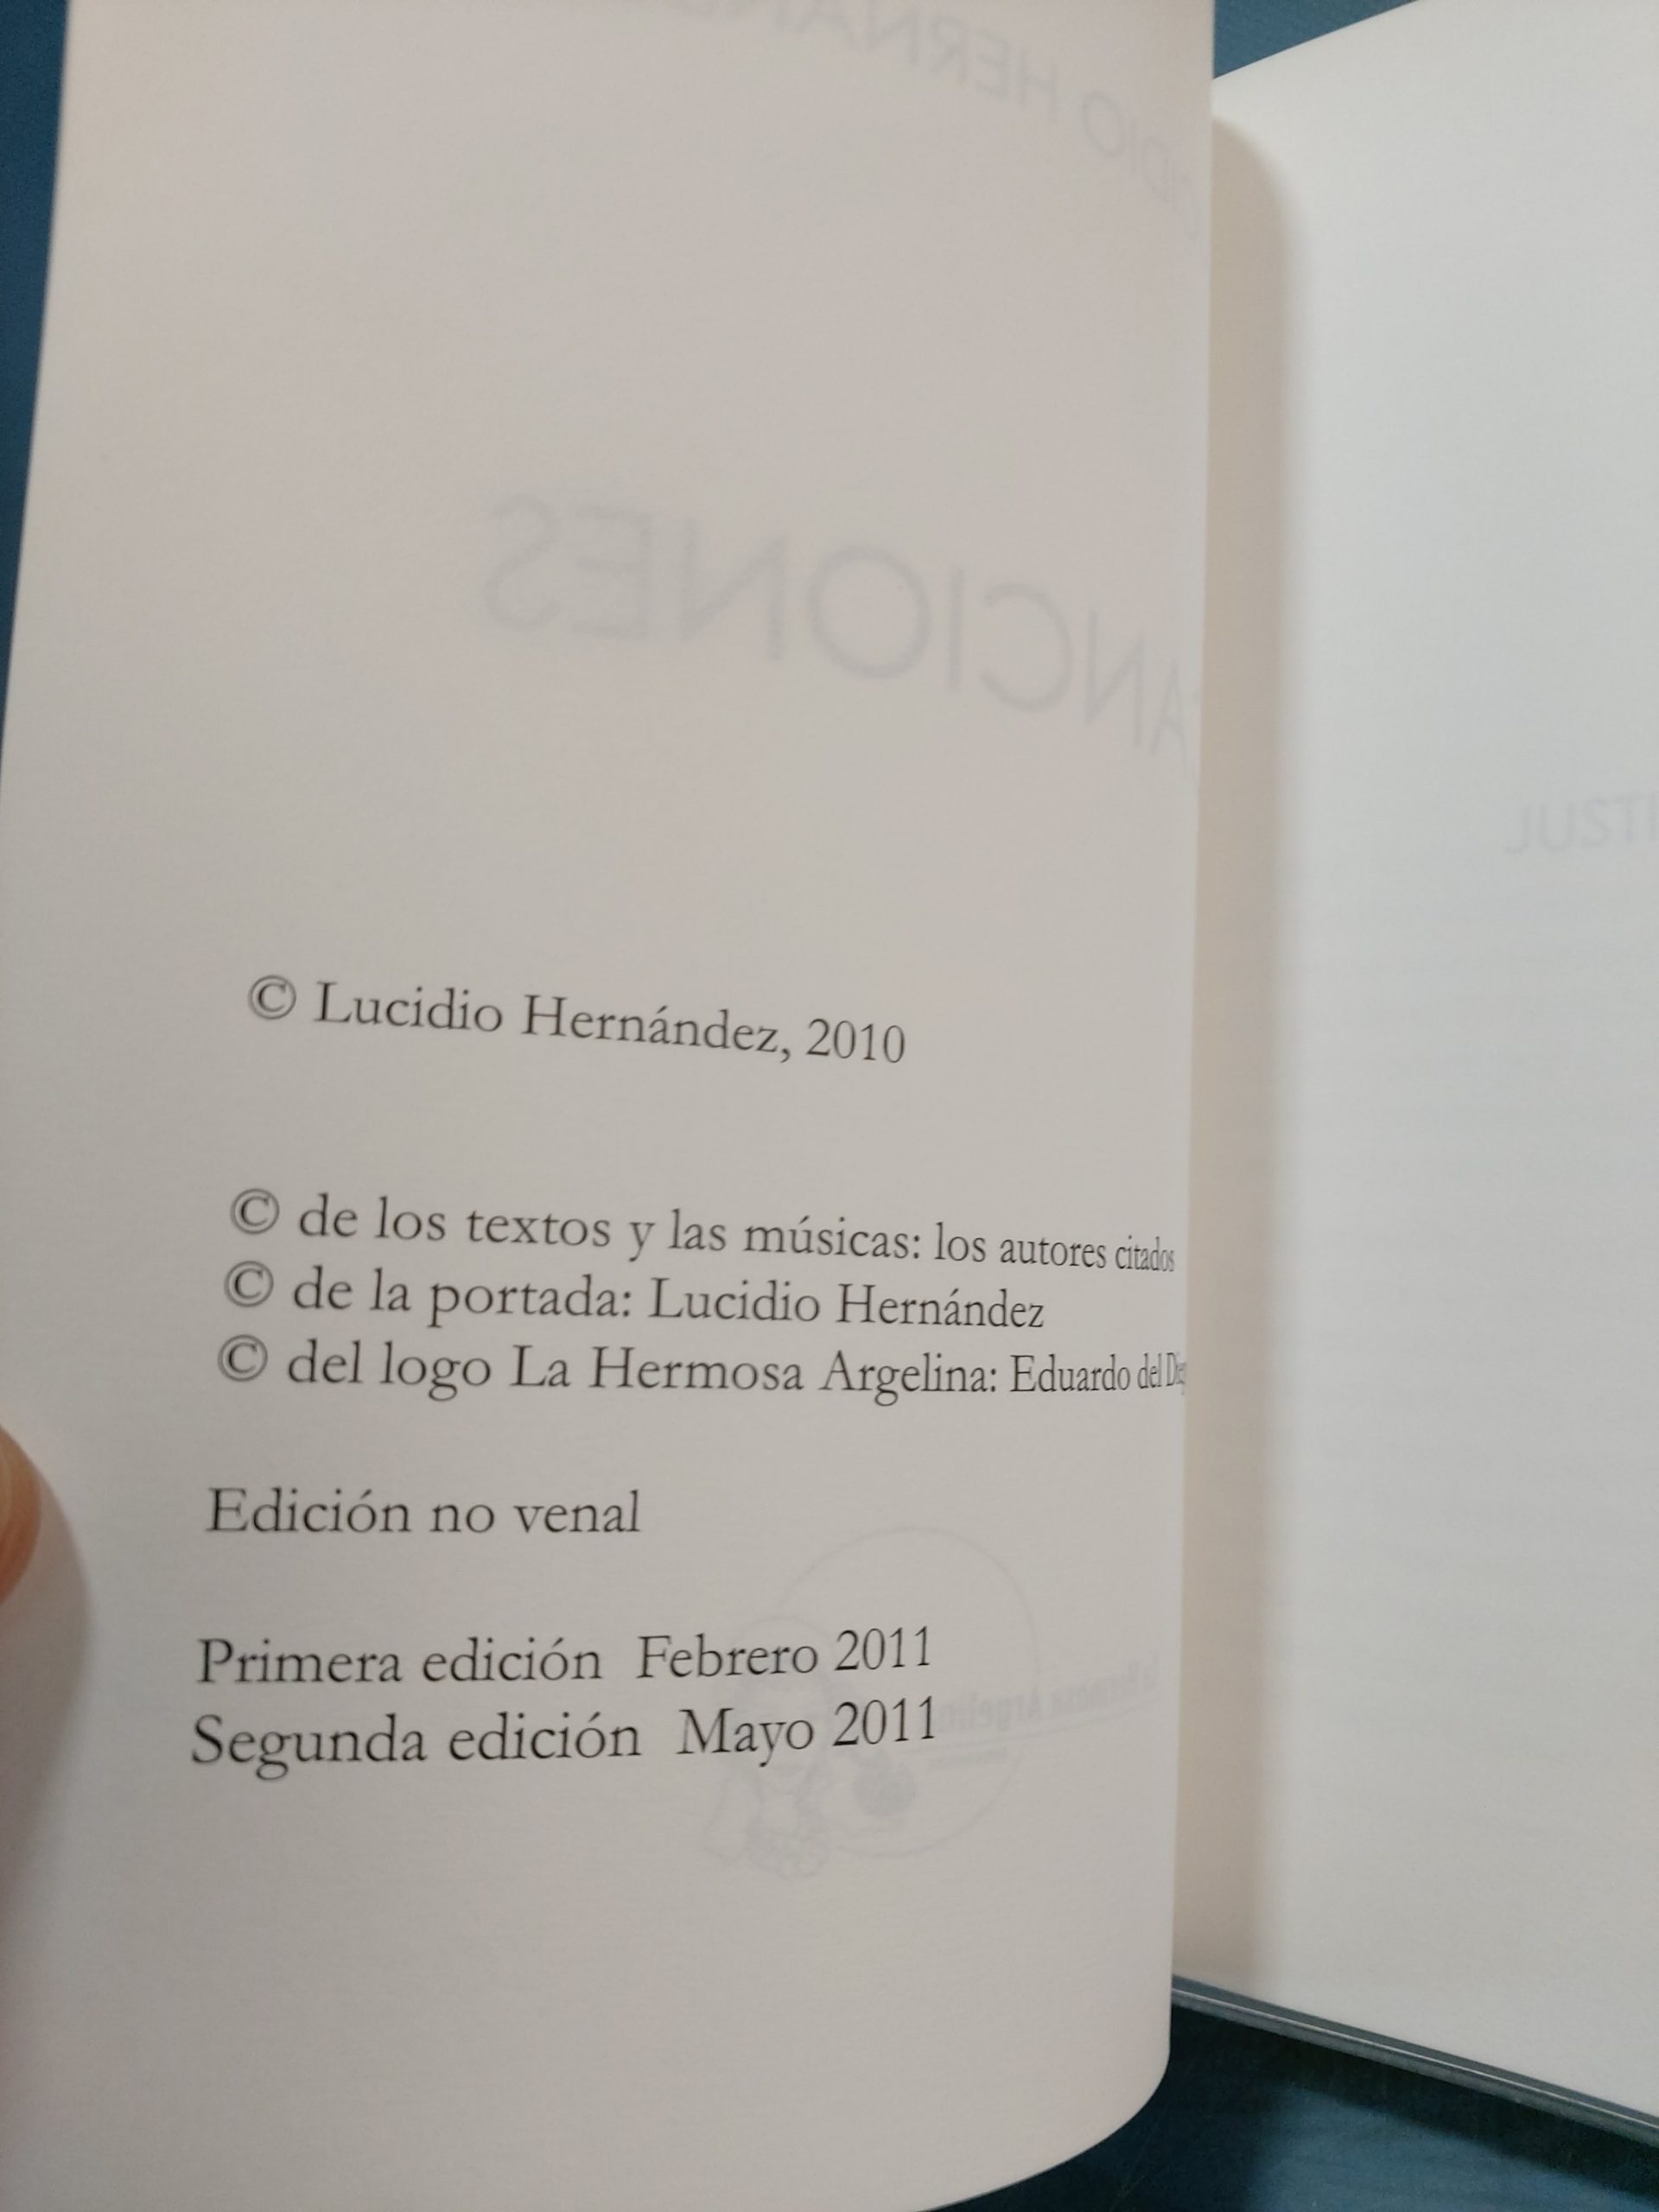 © Lucidio Hernández, 2010
© de los textos y las músicas: los autores citados
© de la portada: Lucidio Hernández
© del logo La Hermosa Argelina: Eduardo del
Edición no venal
Primera edición Febrero 2011
Segunda edición Mayo 2011